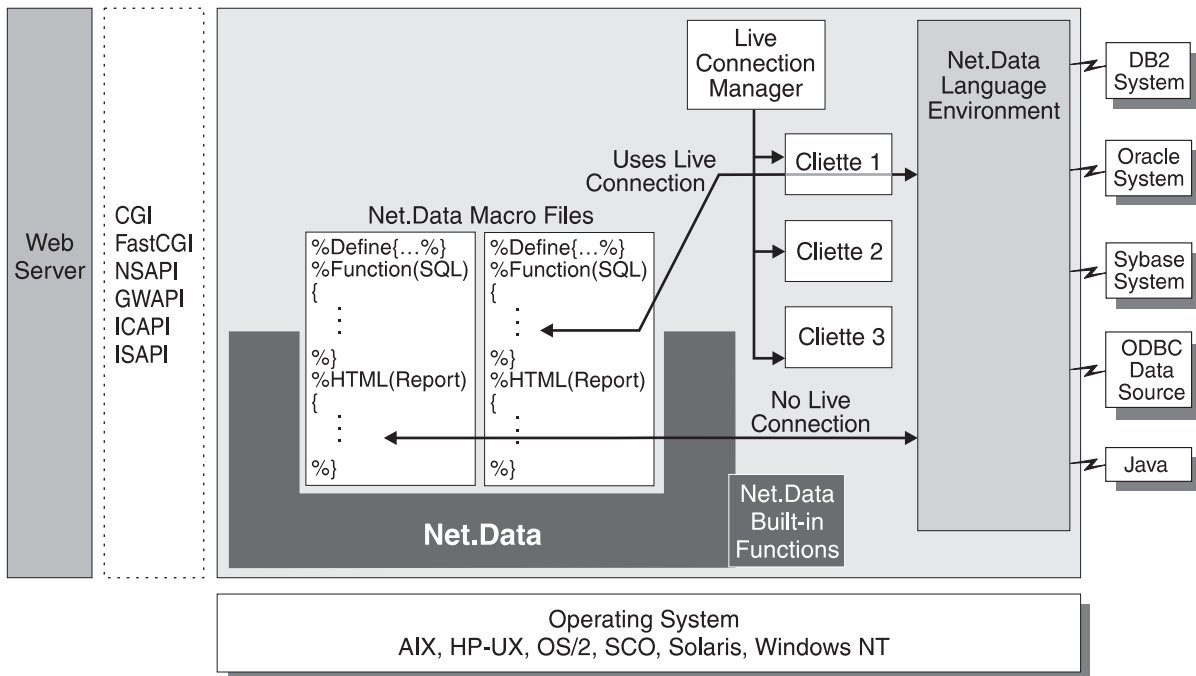 Web
Server
CGI
FastCGI
NSAPI
GWAPI
ICAPI
ISAPI
Net.Data Macro Files
%Define{...%}
%Function(SQL)
{
⋮
%}
%HTML(Report)
{
⋮
%}
%Define{...%}
%Function(SQL)
{
⋮
%}
%HTML(Report)
{
⋮
%}
Net.Data
Net.Data
Built-in
Functions
Uses Live
Connection
No Live
Connection
Live
Connection
Manager
Cliette 1
Cliette 2
Cliette 3
Net.Data
Language
Environment
DB2
System
Oracle
System
Sybase
System
ODBC
Data
Source
Java
Operating System
AIX, HP-UX, OS/2, SCO, Solaris, Windows NT